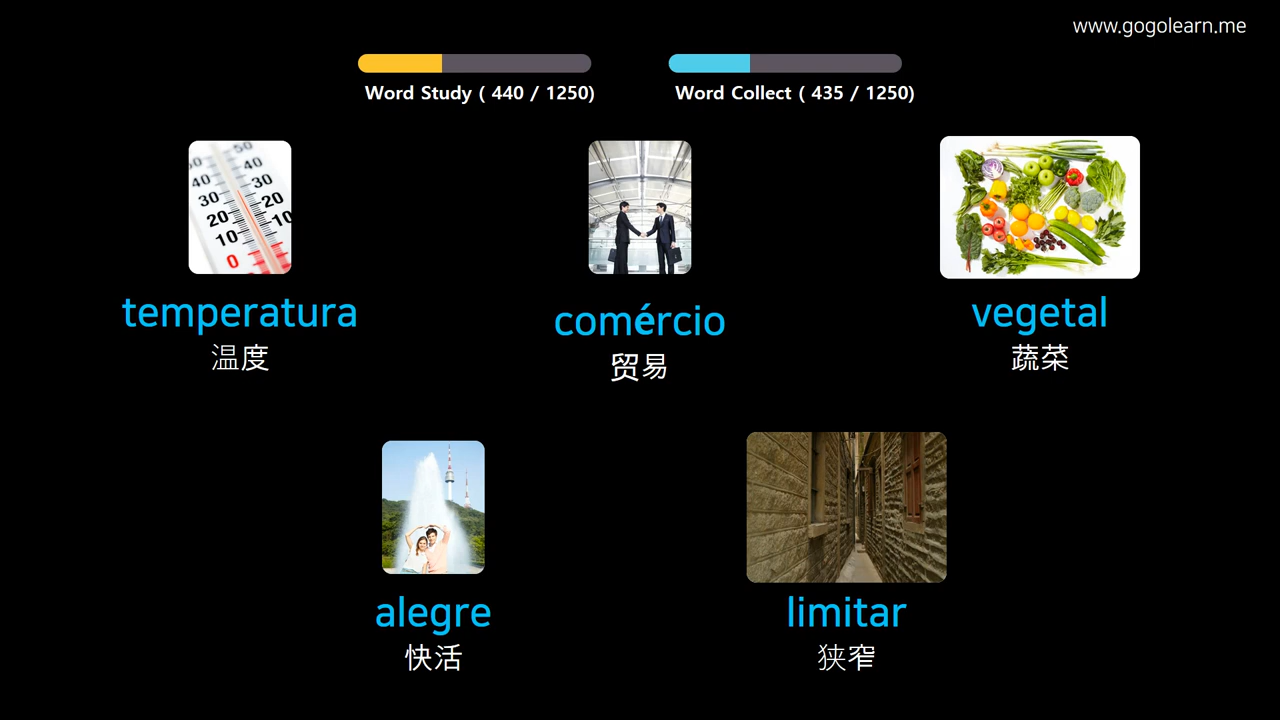 www.gogolearn.me
Word Study ( 440 / 1250)
Word Collect ( 435 / 1250)
temperatura
温度
comércio
贸易
vegetal
蔬菜
alegre
快活
limitar
狭窄